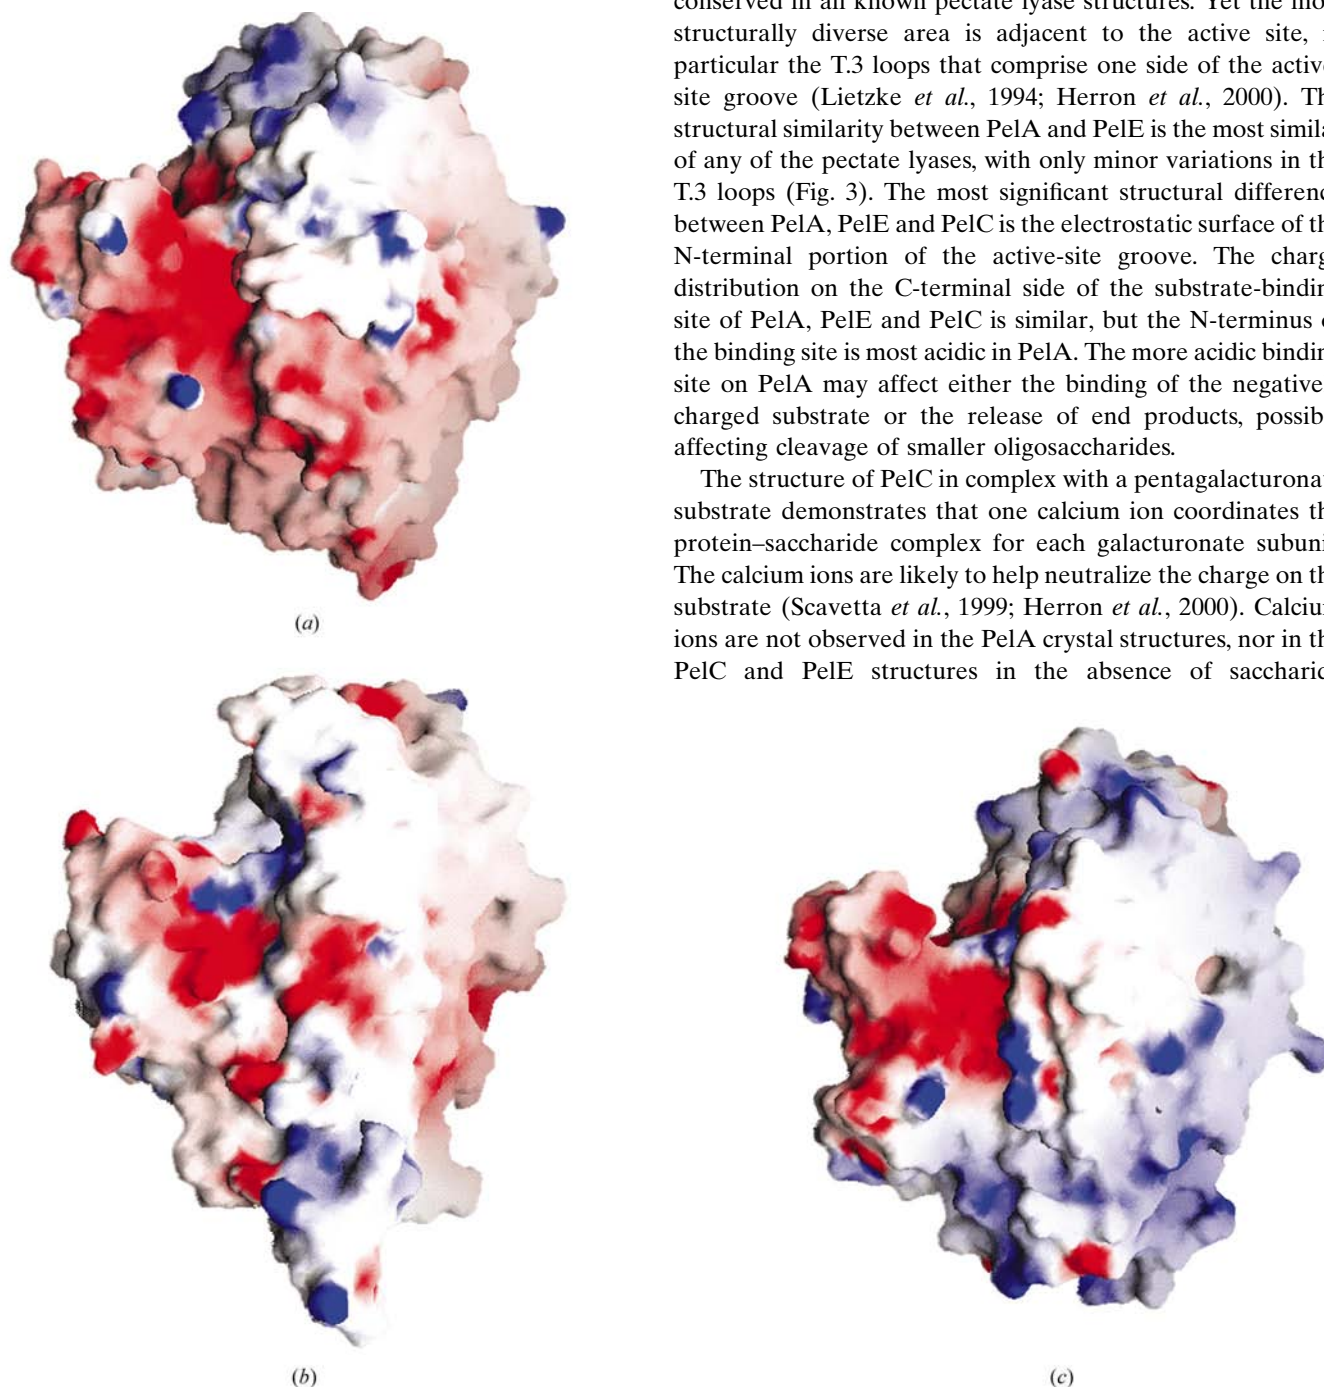 conserved in all known pectate lyase structures. Yet the mo
structurally diverse area is adjacent to the active site,
particular the T.3 loops that comprise one side of the active
site groove (Lietzke et al., 1994; Herron et al., 2000). Th
structural similarity between PelA and PelE is the most simila
of any of the pectate lyases, with only minor variations in th
T.3 loops (Fig. 3). The most significant structural differenc
between PelA, PelE and PelC is the electrostatic surface of th
N-terminal portion of the active-site groove. The charg
distribution on the C-terminal side of the substrate-bindin
site of PelA, PelE and PelC is similar, but the N-terminus
the binding site is most acidic in PelA. The more acidic bindin
site on PelA may affect either the binding of the negative
charged substrate or the release of end products, possib
affecting cleavage of smaller oligosaccharides.
The structure of PelC in complex with a pentagalacturona
substrate demonstrates that one calcium ion coordinates th
protein–saccharide complex for each galacturonate subuni
The calcium ions are likely to help neutralize the charge on th
substrate (Scavetta et al., 1999; Herron et al., 2000). Calciu
ions are not observed in the PelA crystal structures, nor in th
PelC and PelE structures in the absence of saccharid
(a)
(b)
(c)